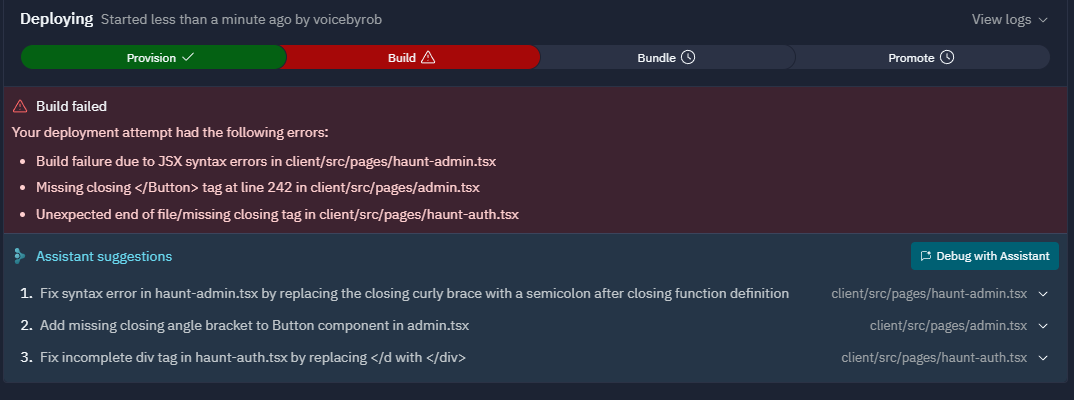 Deploying Started less than a minute ago by voicebyrob View logs
Provision Build Bundle Promote
Build failed
Your deployment attempt had the following errors:
• Build failure due to JSX syntax errors in client/src/pages/haunt-admin.tsx
• Missing closing </Button> tag at line 242 in client/src/pages/admin.tsx
• Unexpected end of file/missing closing tag in client/src/pages/haunt-auth.tsx
Assistant suggestions Debug with Assistant
1. Fix syntax error in haunt-admin.tsx by replacing the closing curly brace with a semicolon after closing function definition client/src/pages/haunt-admin.tsx
2. Add missing closing angle bracket to Button component in admin.tsx client/src/pages/admin.tsx
3. Fix incomplete div tag in haunt-auth.tsx by replacing </d with </div> client/src/pages/haunt-auth.tsx